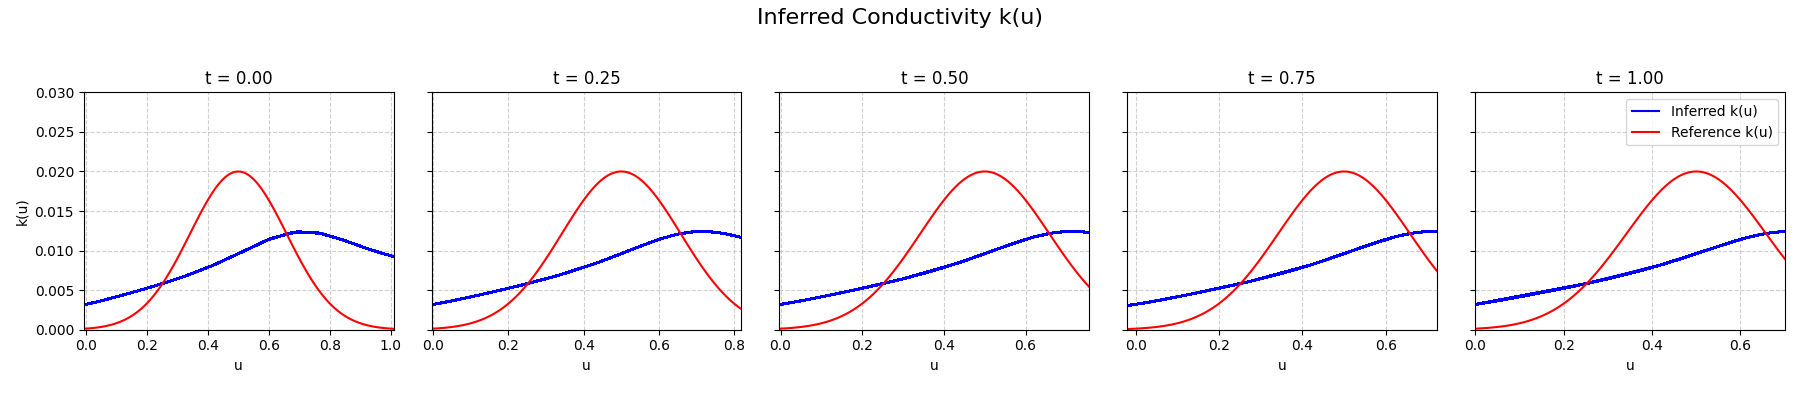 Inferred Conductivity k(u)
t = 0.00
t = 0.25
t = 0.50
t = 0.75
t = 1.00
k(u)
0.030
0.025
0.020
0.015
0.010
0.005
0.000
Inferred k(u)
Reference k(u)
0.0 0.2 0.4 0.6 0.8 1.0
0.0 0.2 0.4 0.6 0.8
0.0 0.2 0.4 0.6
0.0 0.2 0.4 0.6
0.0 0.2 0.4 0.6
u
u
u
u
u